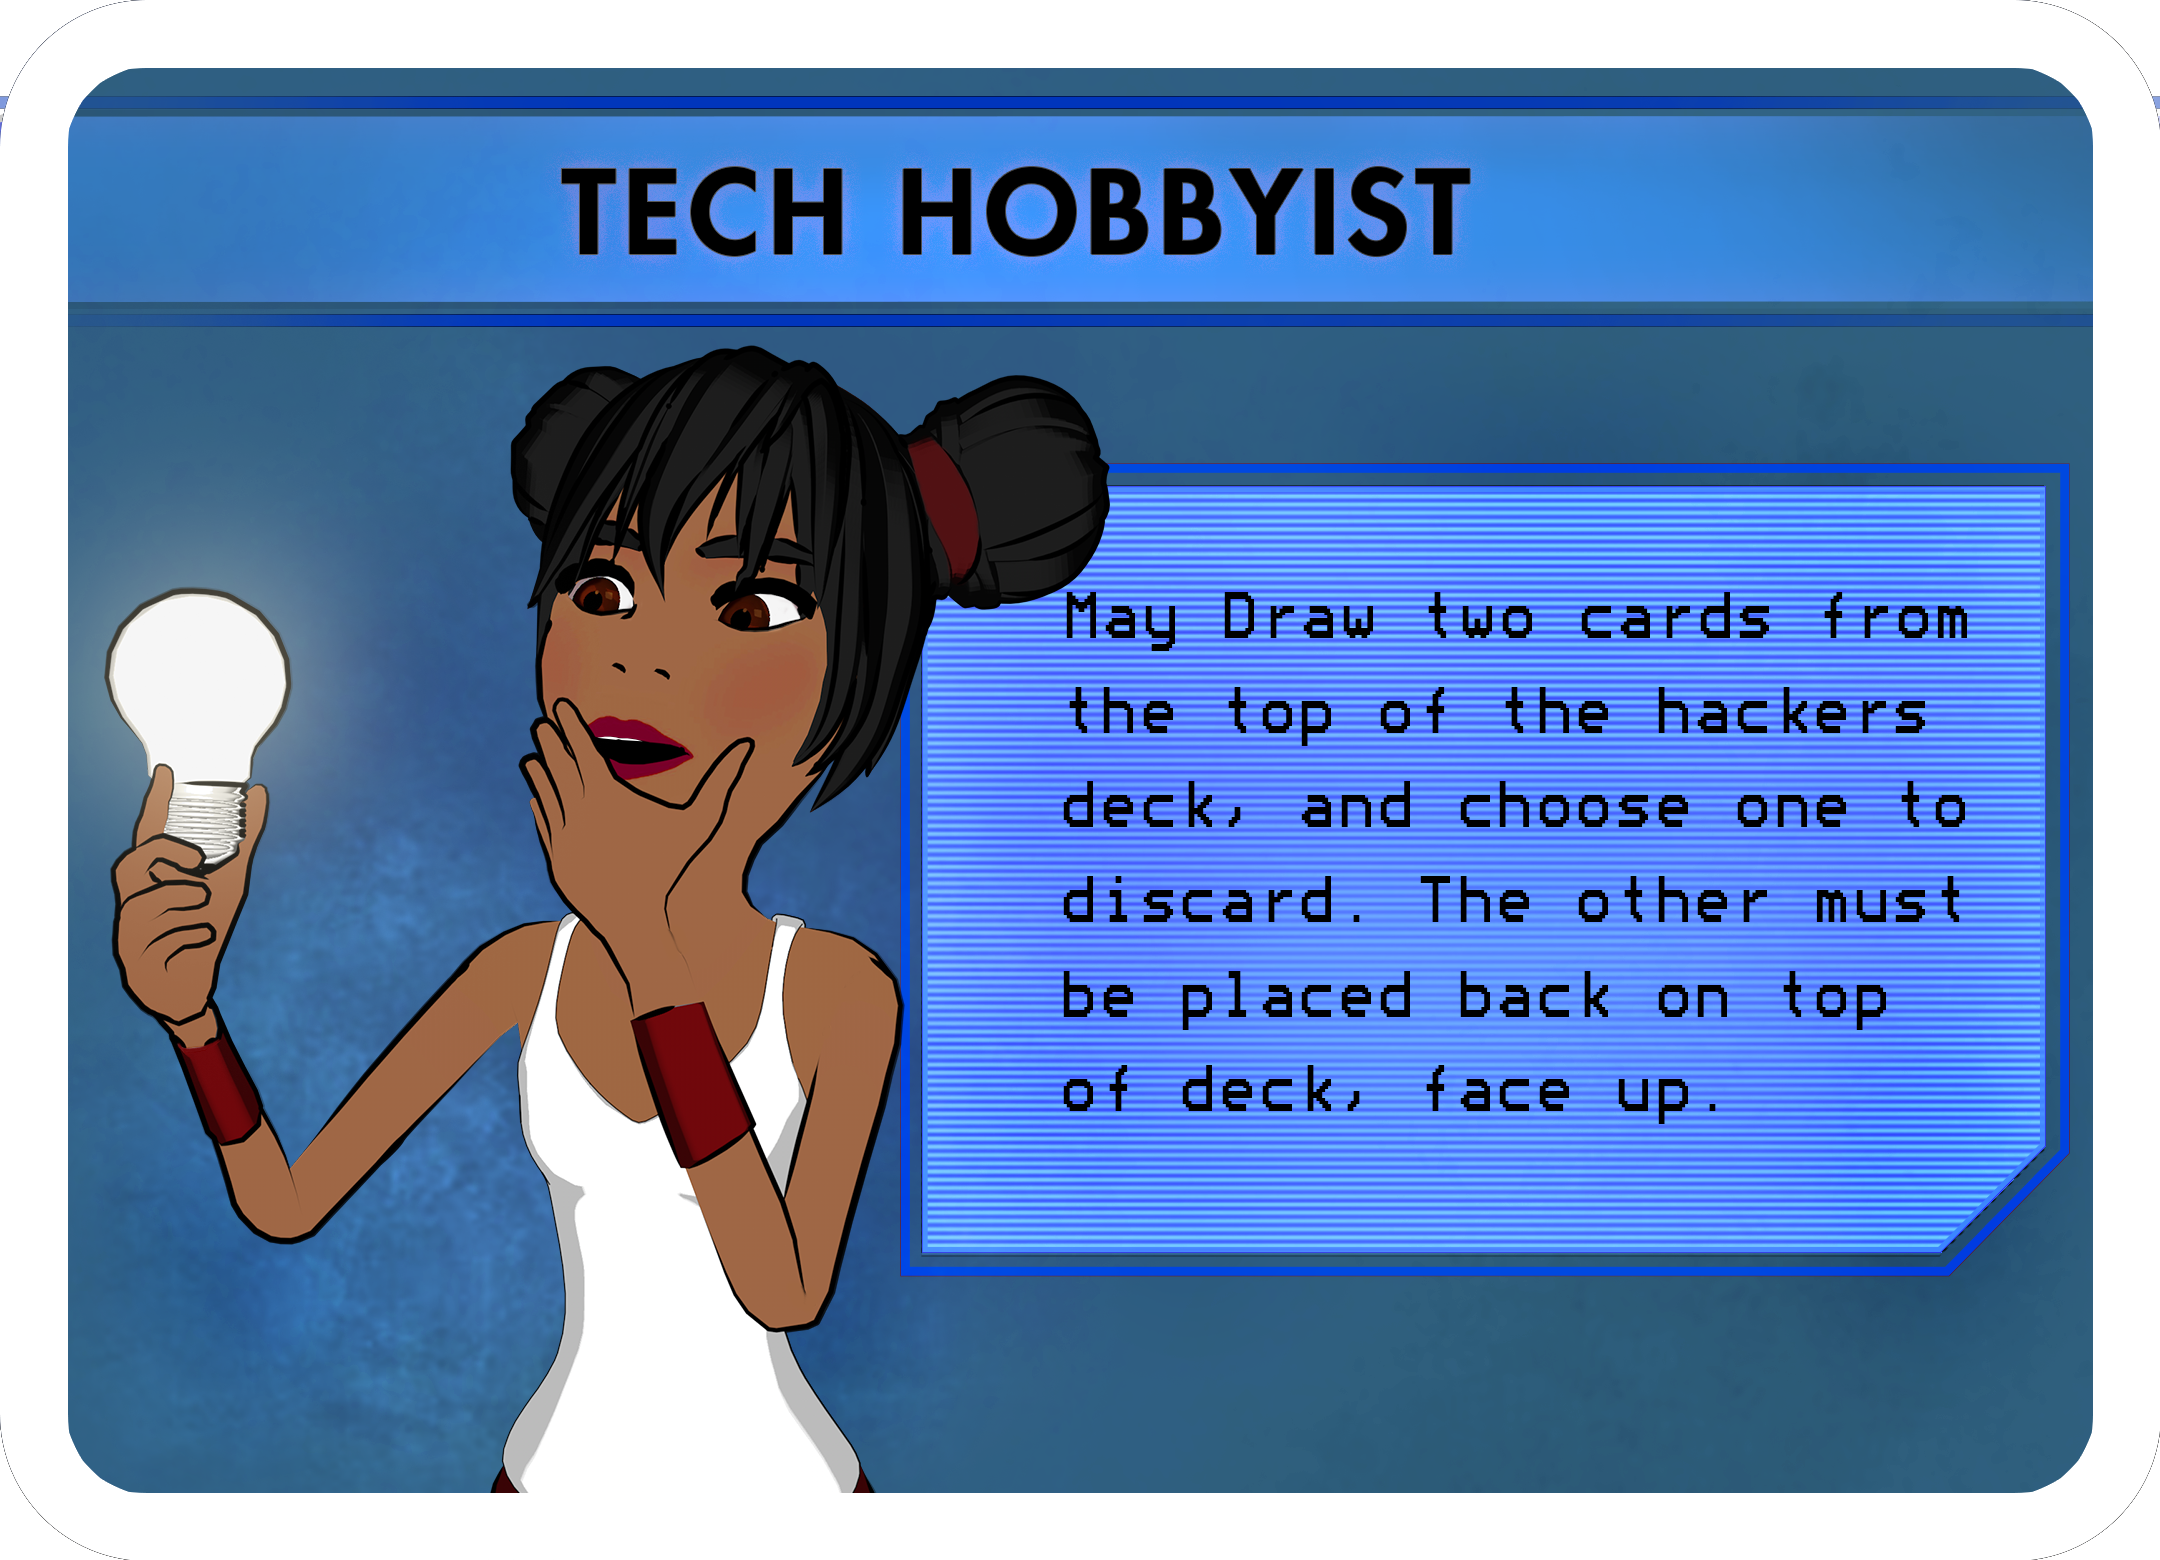 TECH HOBBYIST
May Draw two cards from
the top of the hackers
deck, and choose one to
discard. The other must
be placed back on top
of deck, face up.